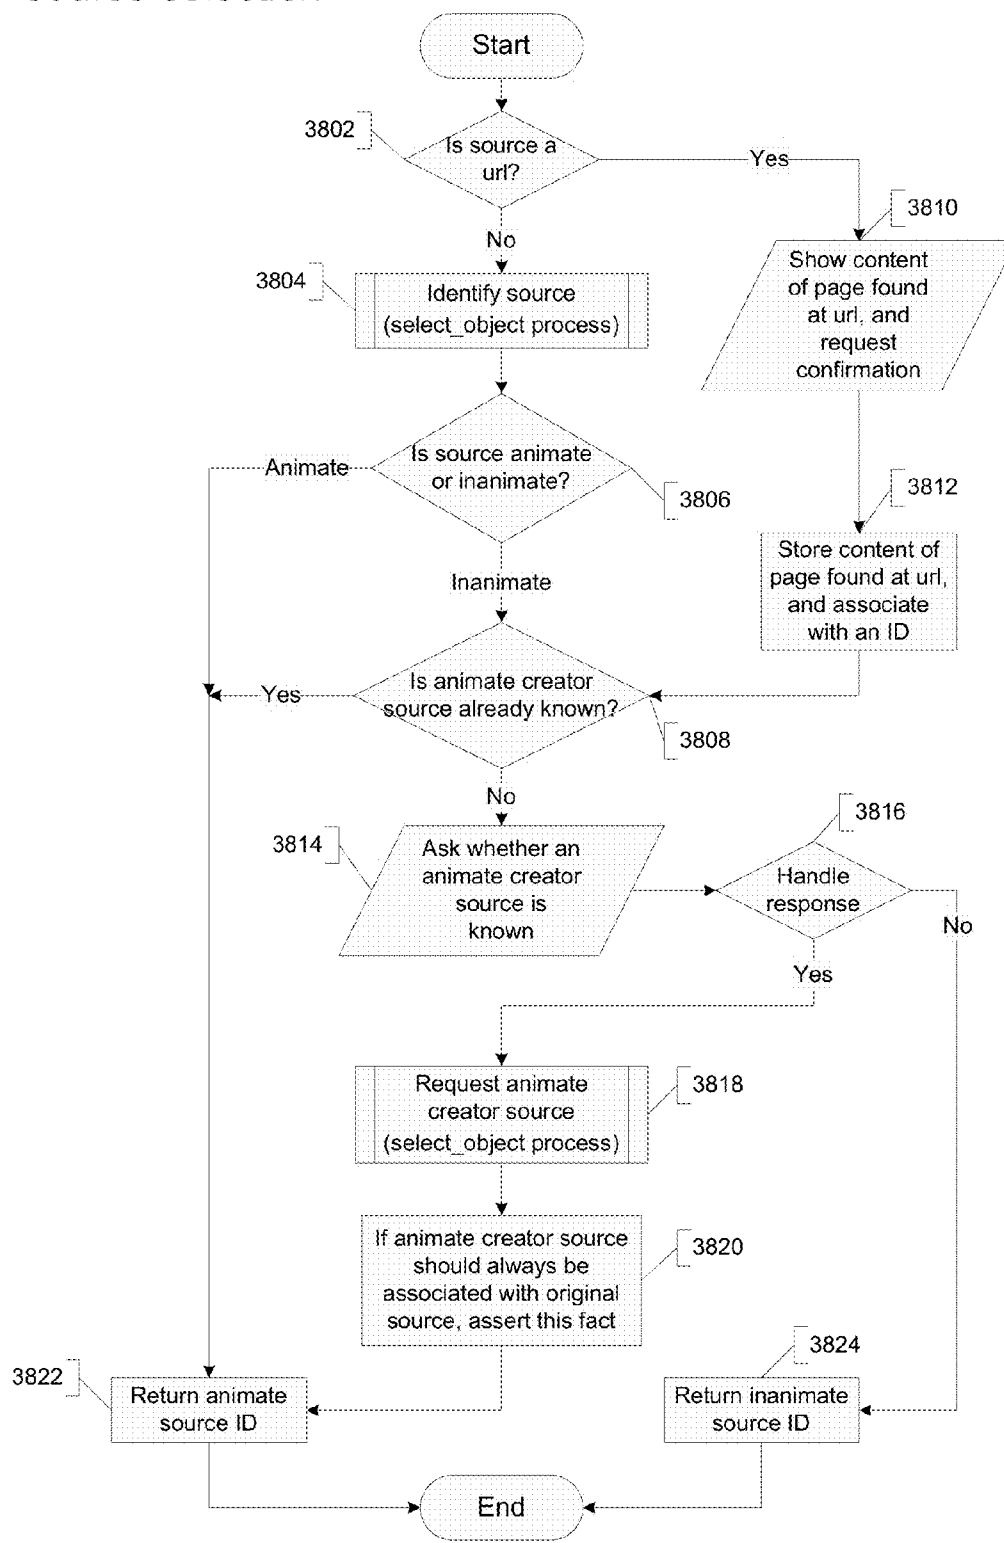 Start
3802
Is source a
url?
Yes
No
3810
Show content
of page found
at url, and
request
confirmation
3804
Identify source
(select_object process)
Animate
Is source animate
or inanimate?
3806
3812
Store content of
page found at url,
and associate
with an ID
Inanimate
Yes
Is animate creator
source already known?
3808
No
3814
Ask whether an
animate creator
source is
known
3816
Handle
response
No
Yes
Request animate
creator source
(select_object process)
3818
If animate creator source
should always be
associated with original
source, assert this fact
3820
3822
Return animate
source ID
3824
Return inanimate
source ID
End